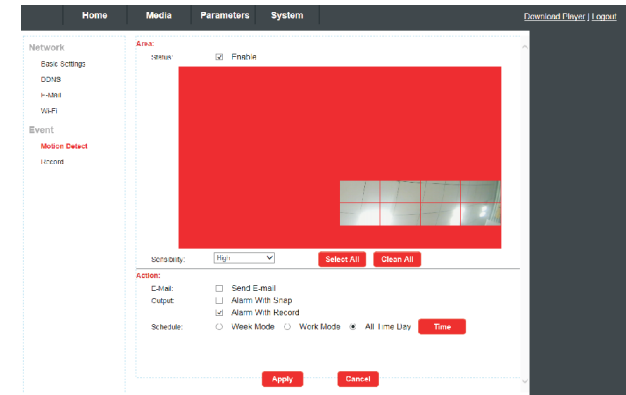 Home Media Parameters System Download Player | Logout
Network
Basic Settings
DDNS
E-Mail
Wi-Fi
Event
Motion Detect
Record
Area:
Status: Enable
Sensibility: High Select All Clean All
Action:
E-Mail: Send E-mail
Output: Alarm With Snap
Alarm With Record
Schedule: Week Mode Work Mode All Time Day Time
Apply Cancel